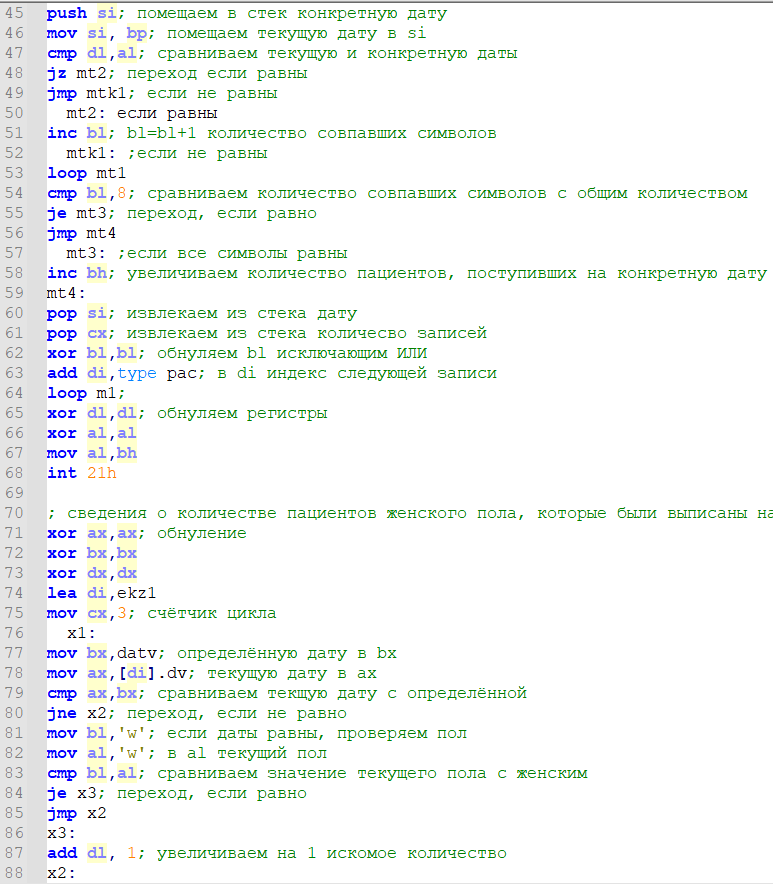 45 push si; помещаем в стек конкретную дату
46 mov si, bp; помещаем текущую дату в si
47 cmp dl,al; сравниваем текущую и конкретную даты
48 jz mt2; переход если равны
49 jmp mtk1; если не равны
50 mt2: если равны
51 inc bl; bl=bl+1 количество совпавших символов
52 mtk1: ;если не равны
53 loop mt1
54 cmp bl,8; сравниваем количество совпавших символов с общим количеством
55 je mt3; переход, если равно
56 jmp mt4
57 mt3: ;если все символы равны
58 inc bh; увеличиваем количество пациентов, поступивших на конкретную дату
59 mt4:
60 pop si; извлекаем из стека дату
61 pop cx; извлекаем из стека количесво записей
62 xor bl,bl; обнуляем bl исключающим ИЛИ
63 add di,type pac; в di индекс следующей записи
64 loop m1;
65 xor dl,dl; обнуляем регистры
66 xor al,al
67 mov al,bh
68 int 21h
69
70 ; сведения о количестве пациентов женского пола, которые были выписаны на
71 xor ax,ax; обнуление
72 xor bx,bx
73 xor dx,dx
74 lea di,ekz1
75 mov cx,3; счётчик цикла
76 x1:
77 mov bx,datv; определённую дату в bx
78 mov ax,[di].dv; текущую дату в ax
79 cmp ax,bx; сравниваем текщую дату с определённой
80 jne x2; переход, если не равно
81 mov bl,'w'; если даты равны, проверяем пол
82 mov al,'w'; в al текущий пол
83 cmp bl,al; сравниваем значение текущего пола с женским
84 je x3; переход, если равно
85 jmp x2
86 x3:
87 add dl, 1; увеличиваем на 1 искомое количество
88 x2: